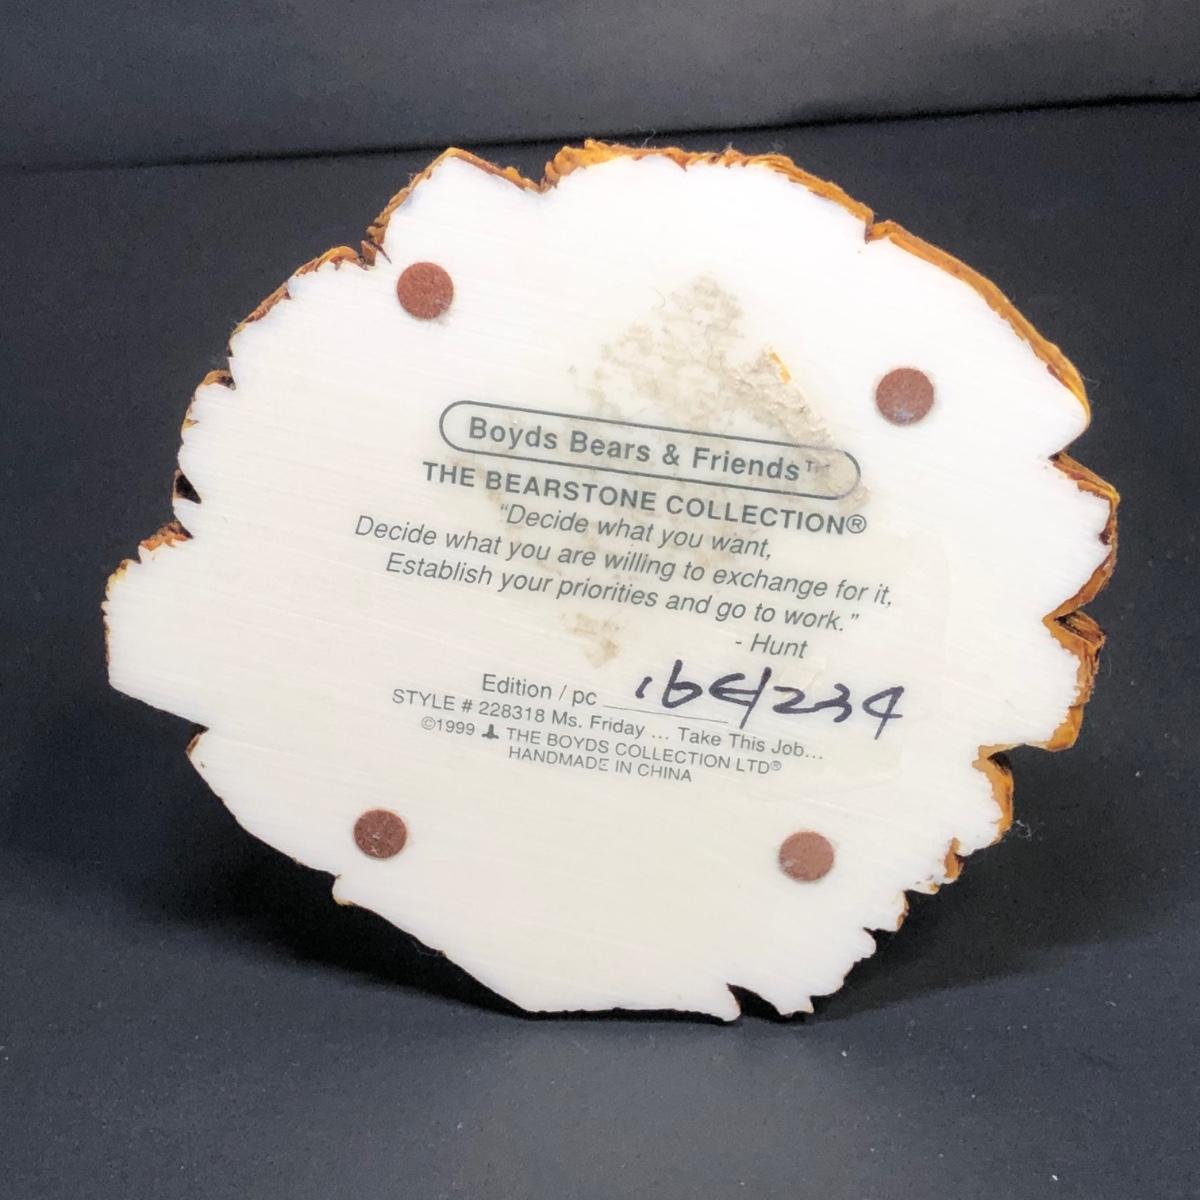 Boyds Bears & Friends™
THE BEARSTONE COLLECTION®
“Decide what you want,
Decide what you are willing to exchange for it,
Establish your priorities and go to work.”
- Hunt
Edition / pc
STYLE # 228318 Ms. Friday ... Take This Job...
©1999 THE BOYDS COLLECTION LTD®
HANDMADE IN CHINA